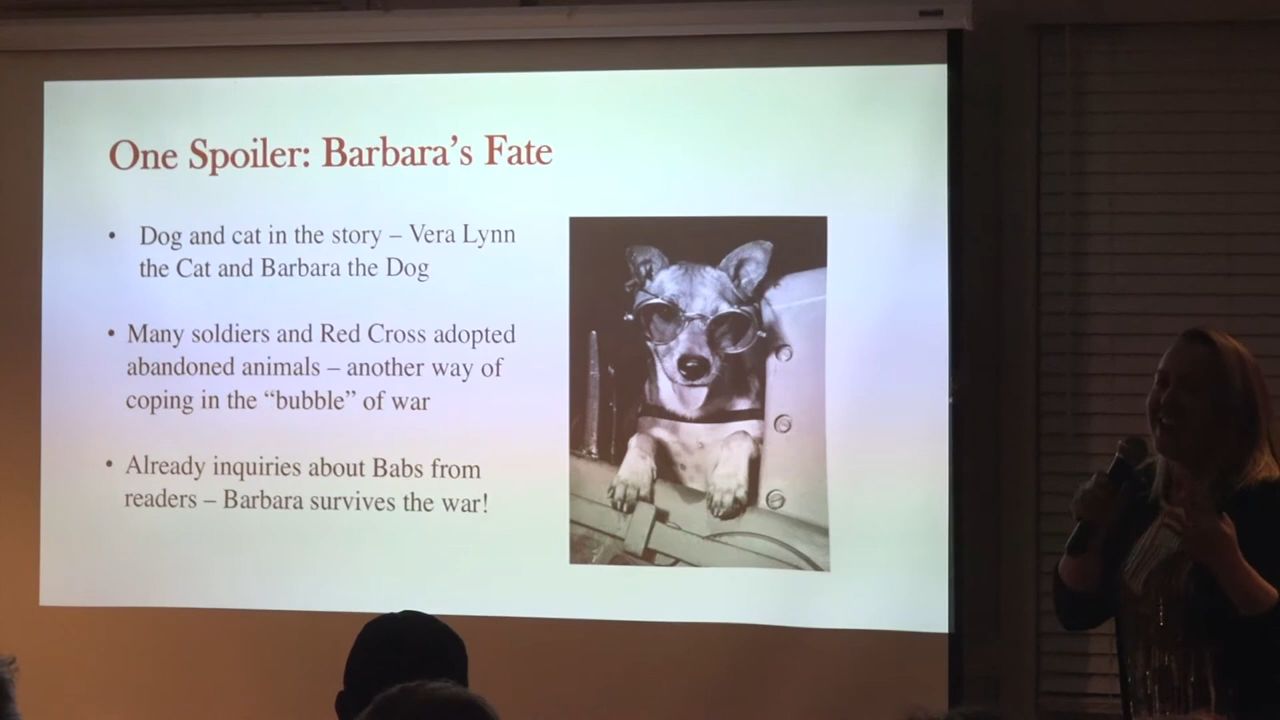 One Spoiler: Barbara's Fate
• Dog and cat in the story – Vera Lynn
the Cat and Barbara the Dog
• Many soldiers and Red Cross adopted
abandoned animals – another way of
coping in the “bubble” of war
• Already inquiries about Babs from
readers – Barbara survives the war!